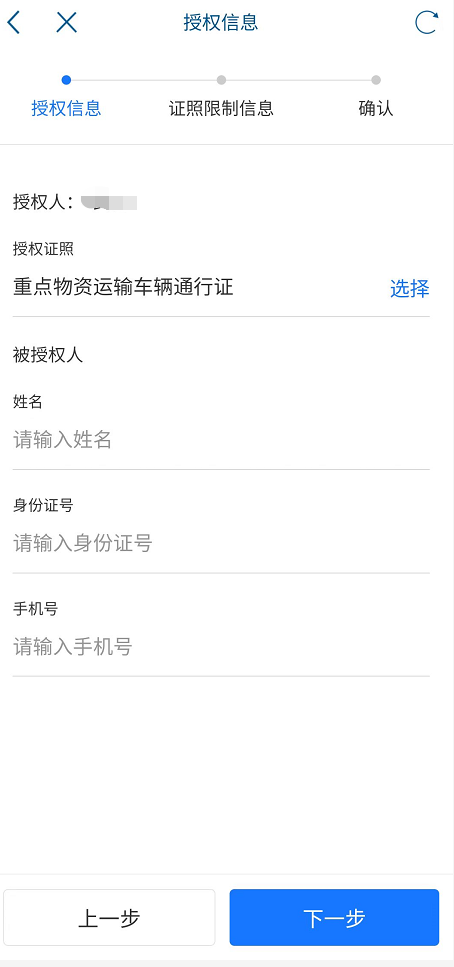 授权信息
授权信息 证照限制信息 确认
授权人:
授权证照
重点物资运输车辆通行证 选择
被授权人
姓名
请输入姓名
身份证号
请输入身份证号
手机号
请输入手机号
上一步 下一步